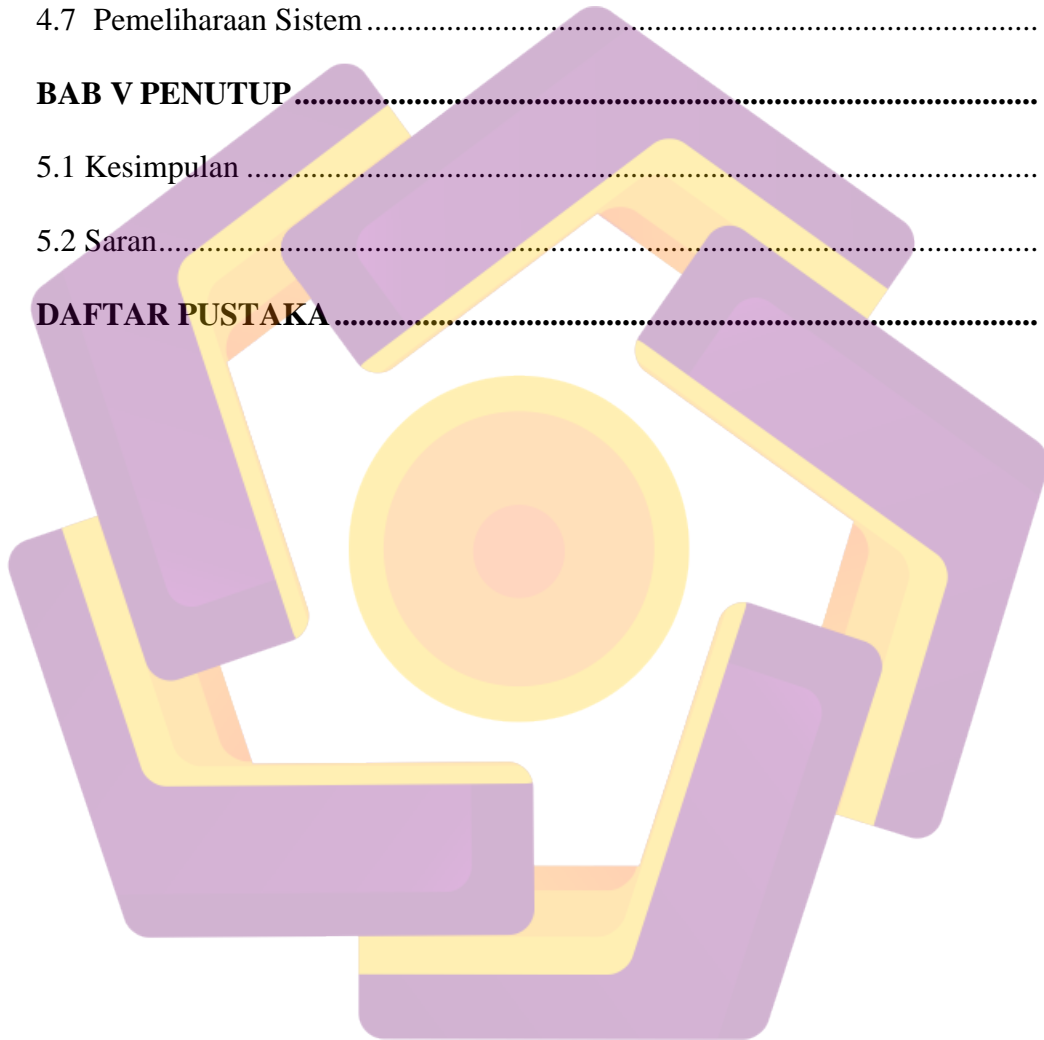 4.7  Pemeliharaan Sistem ................................................................................
BAB V PENUTUP ................................................................................
5.1 Kesimpulan ................................................................................
5.2 Saran ................................................................................
DAFTAR PUSTAKA ................................................................................